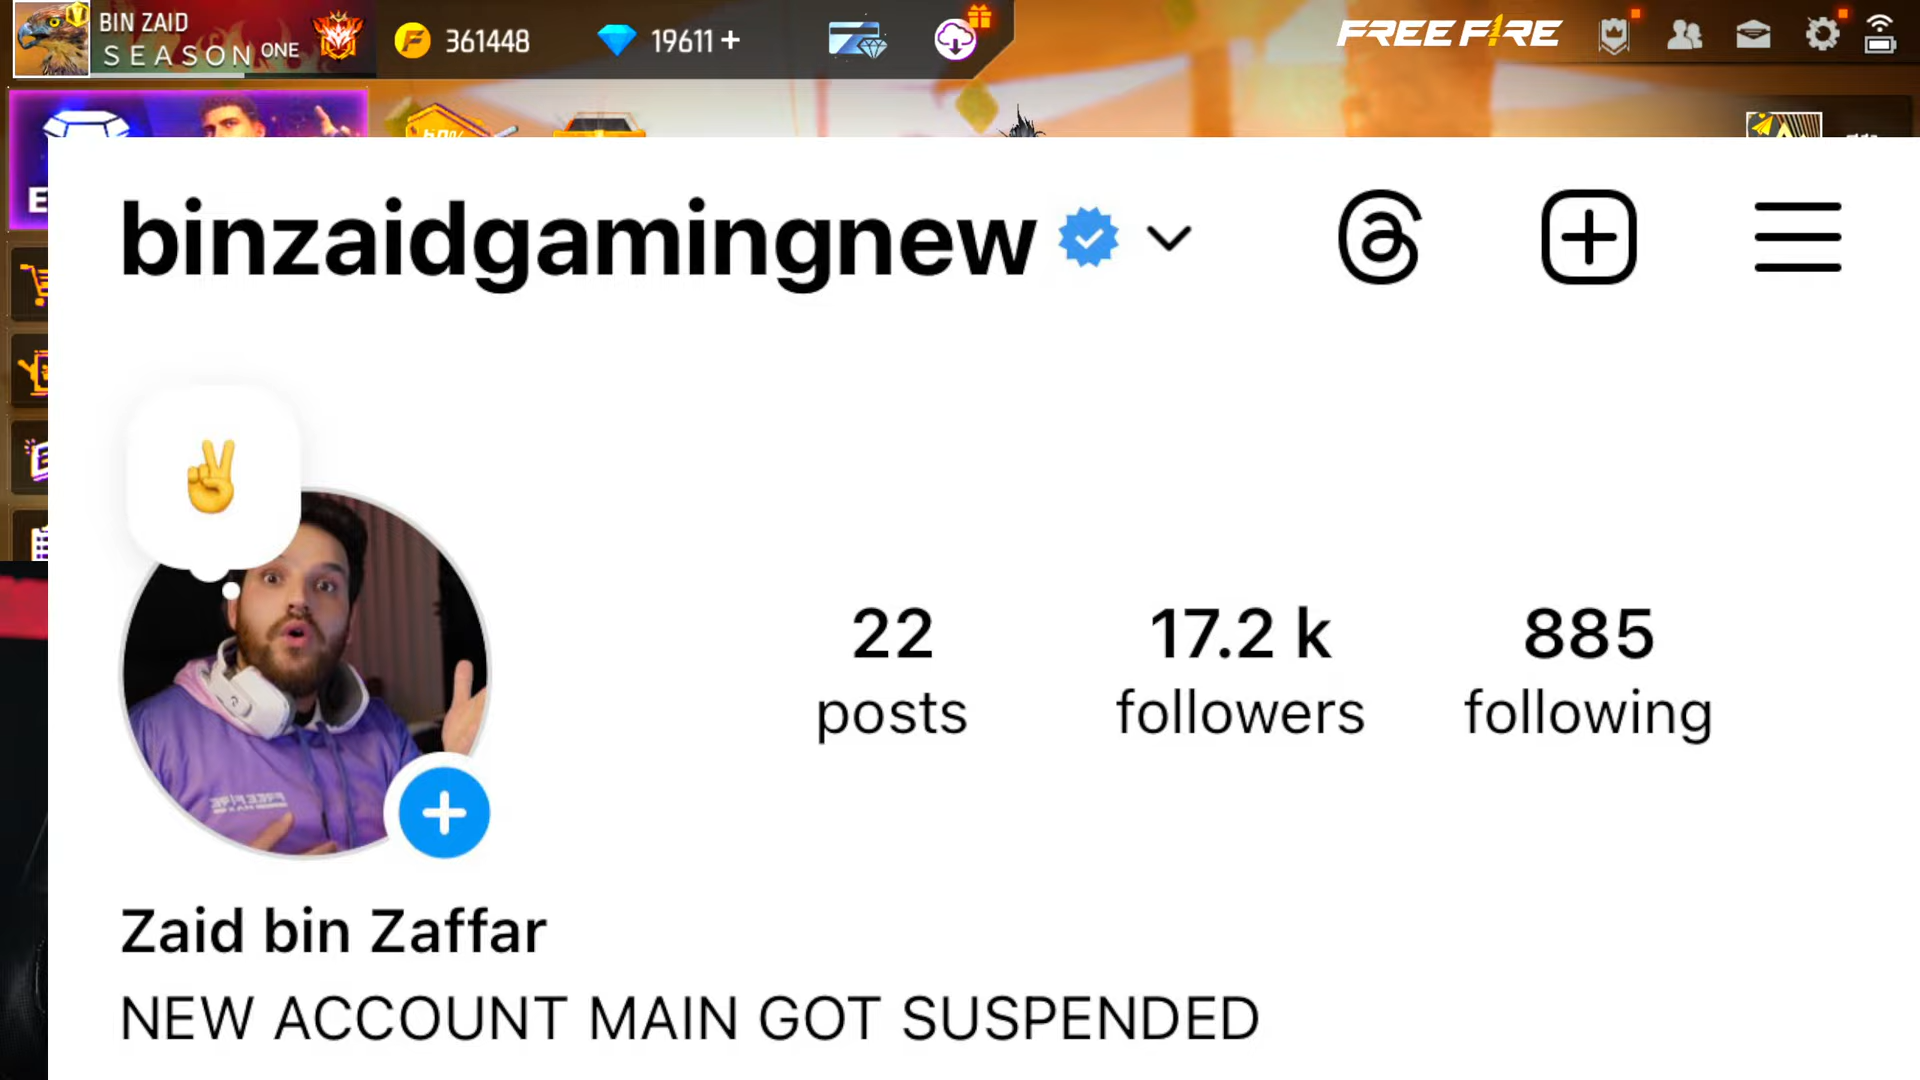 BIN ZAID
SEASON ONE
361448
19611 +
FREE FIRE
60%
E
binzaidgamingnew
22
posts
17.2 k
followers
885
following
Zaid bin Zaffar
NEW ACCOUNT MAIN GOT SUSPENDED